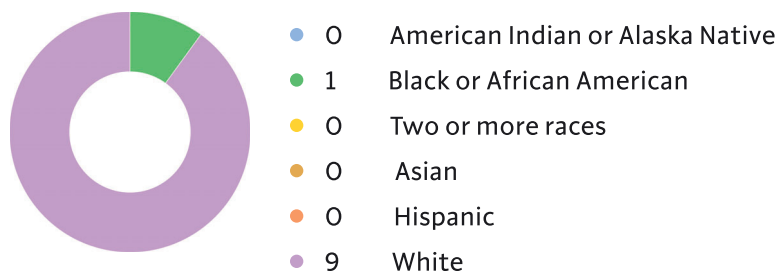 0 American Indian or Alaska Native
1 Black or African American
0 Two or more races
0 Asian
0 Hispanic
9 White